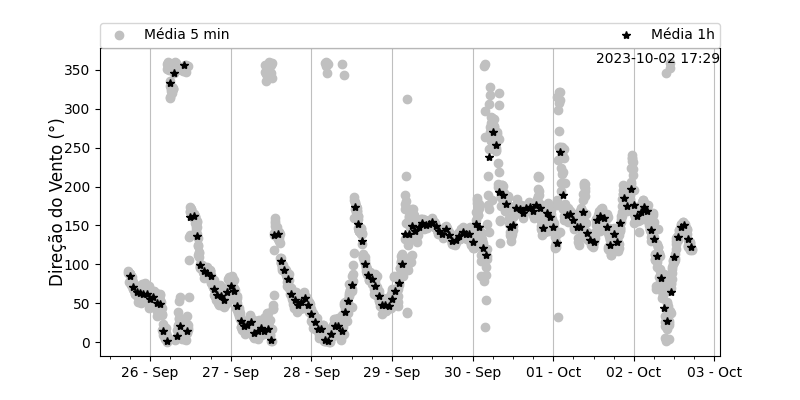 Média 5 min
Média 1h
2023-10-02 17:29
Direção do Vento (°)
350
300
250
200
150
100
50
0
26 - Sep
27 - Sep
28 - Sep
29 - Sep
30 - Sep
01 - Oct
02 - Oct
03 - Oct